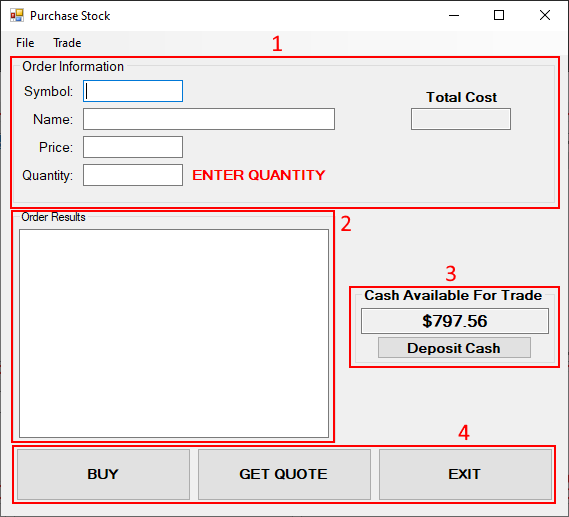 Purchase Stock
File Trade
1
Order Information
Symbol:
Total Cost
Name:
Price:
Quantity: ENTER QUANTITY
Order Results
2
3
Cash Available For Trade
$797.56
Deposit Cash
4
BUY GET QUOTE EXIT